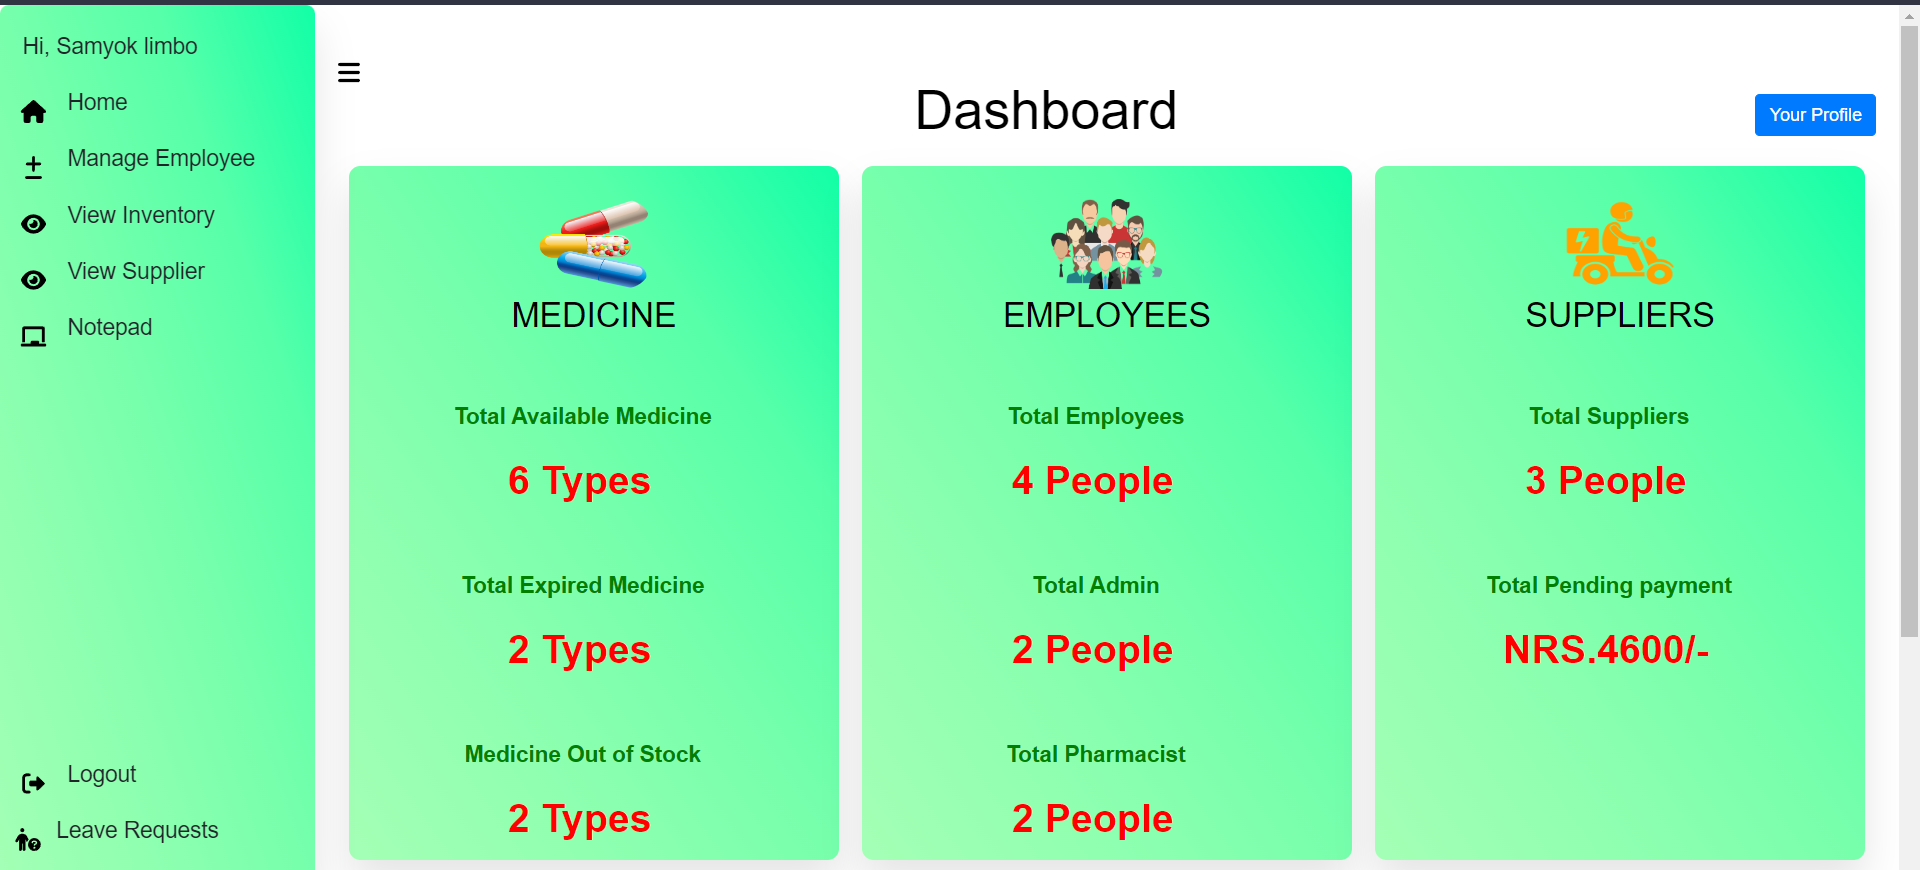 Hi, Samyok limbo
Home
Manage Employee
View Inventory
View Supplier
Notepad
Logout
Leave Requests
Dashboard
Your Profile
MEDICINE
Total Available Medicine
6 Types
Total Expired Medicine
2 Types
Medicine Out of Stock
2 Types
EMPLOYEES
Total Employees
4 People
Total Admin
2 People
Total Pharmacist
2 People
SUPPLIERS
Total Suppliers
3 People
Total Pending payment
NRS.4600/-